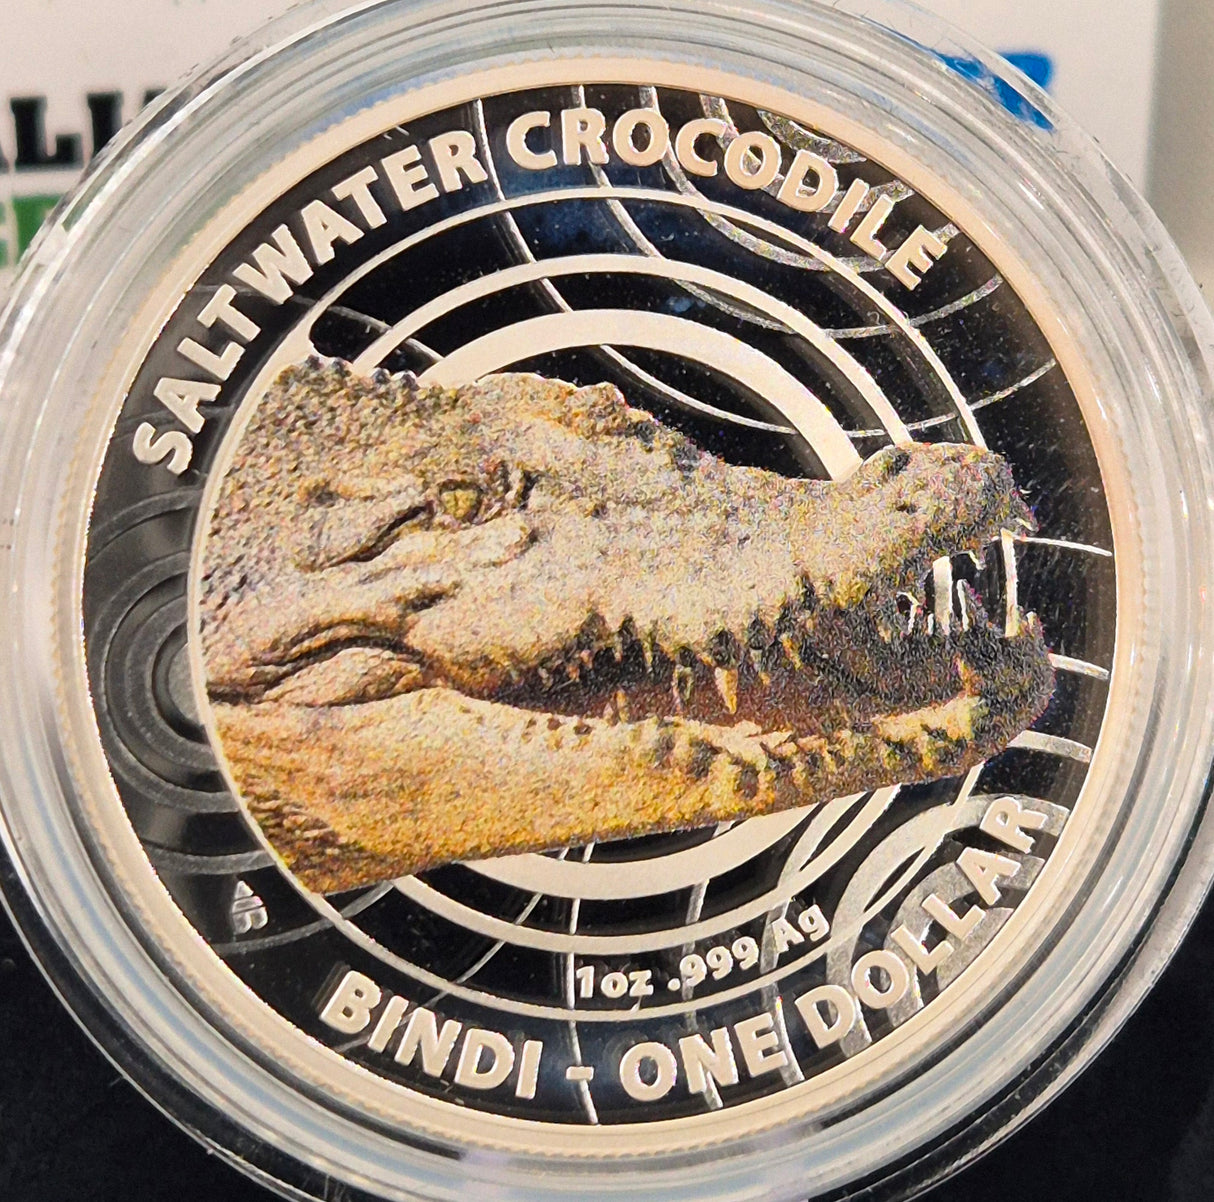 SALTWATER CROCODILE
1oz .999 Ag
BINDI - ONE DOLLAR